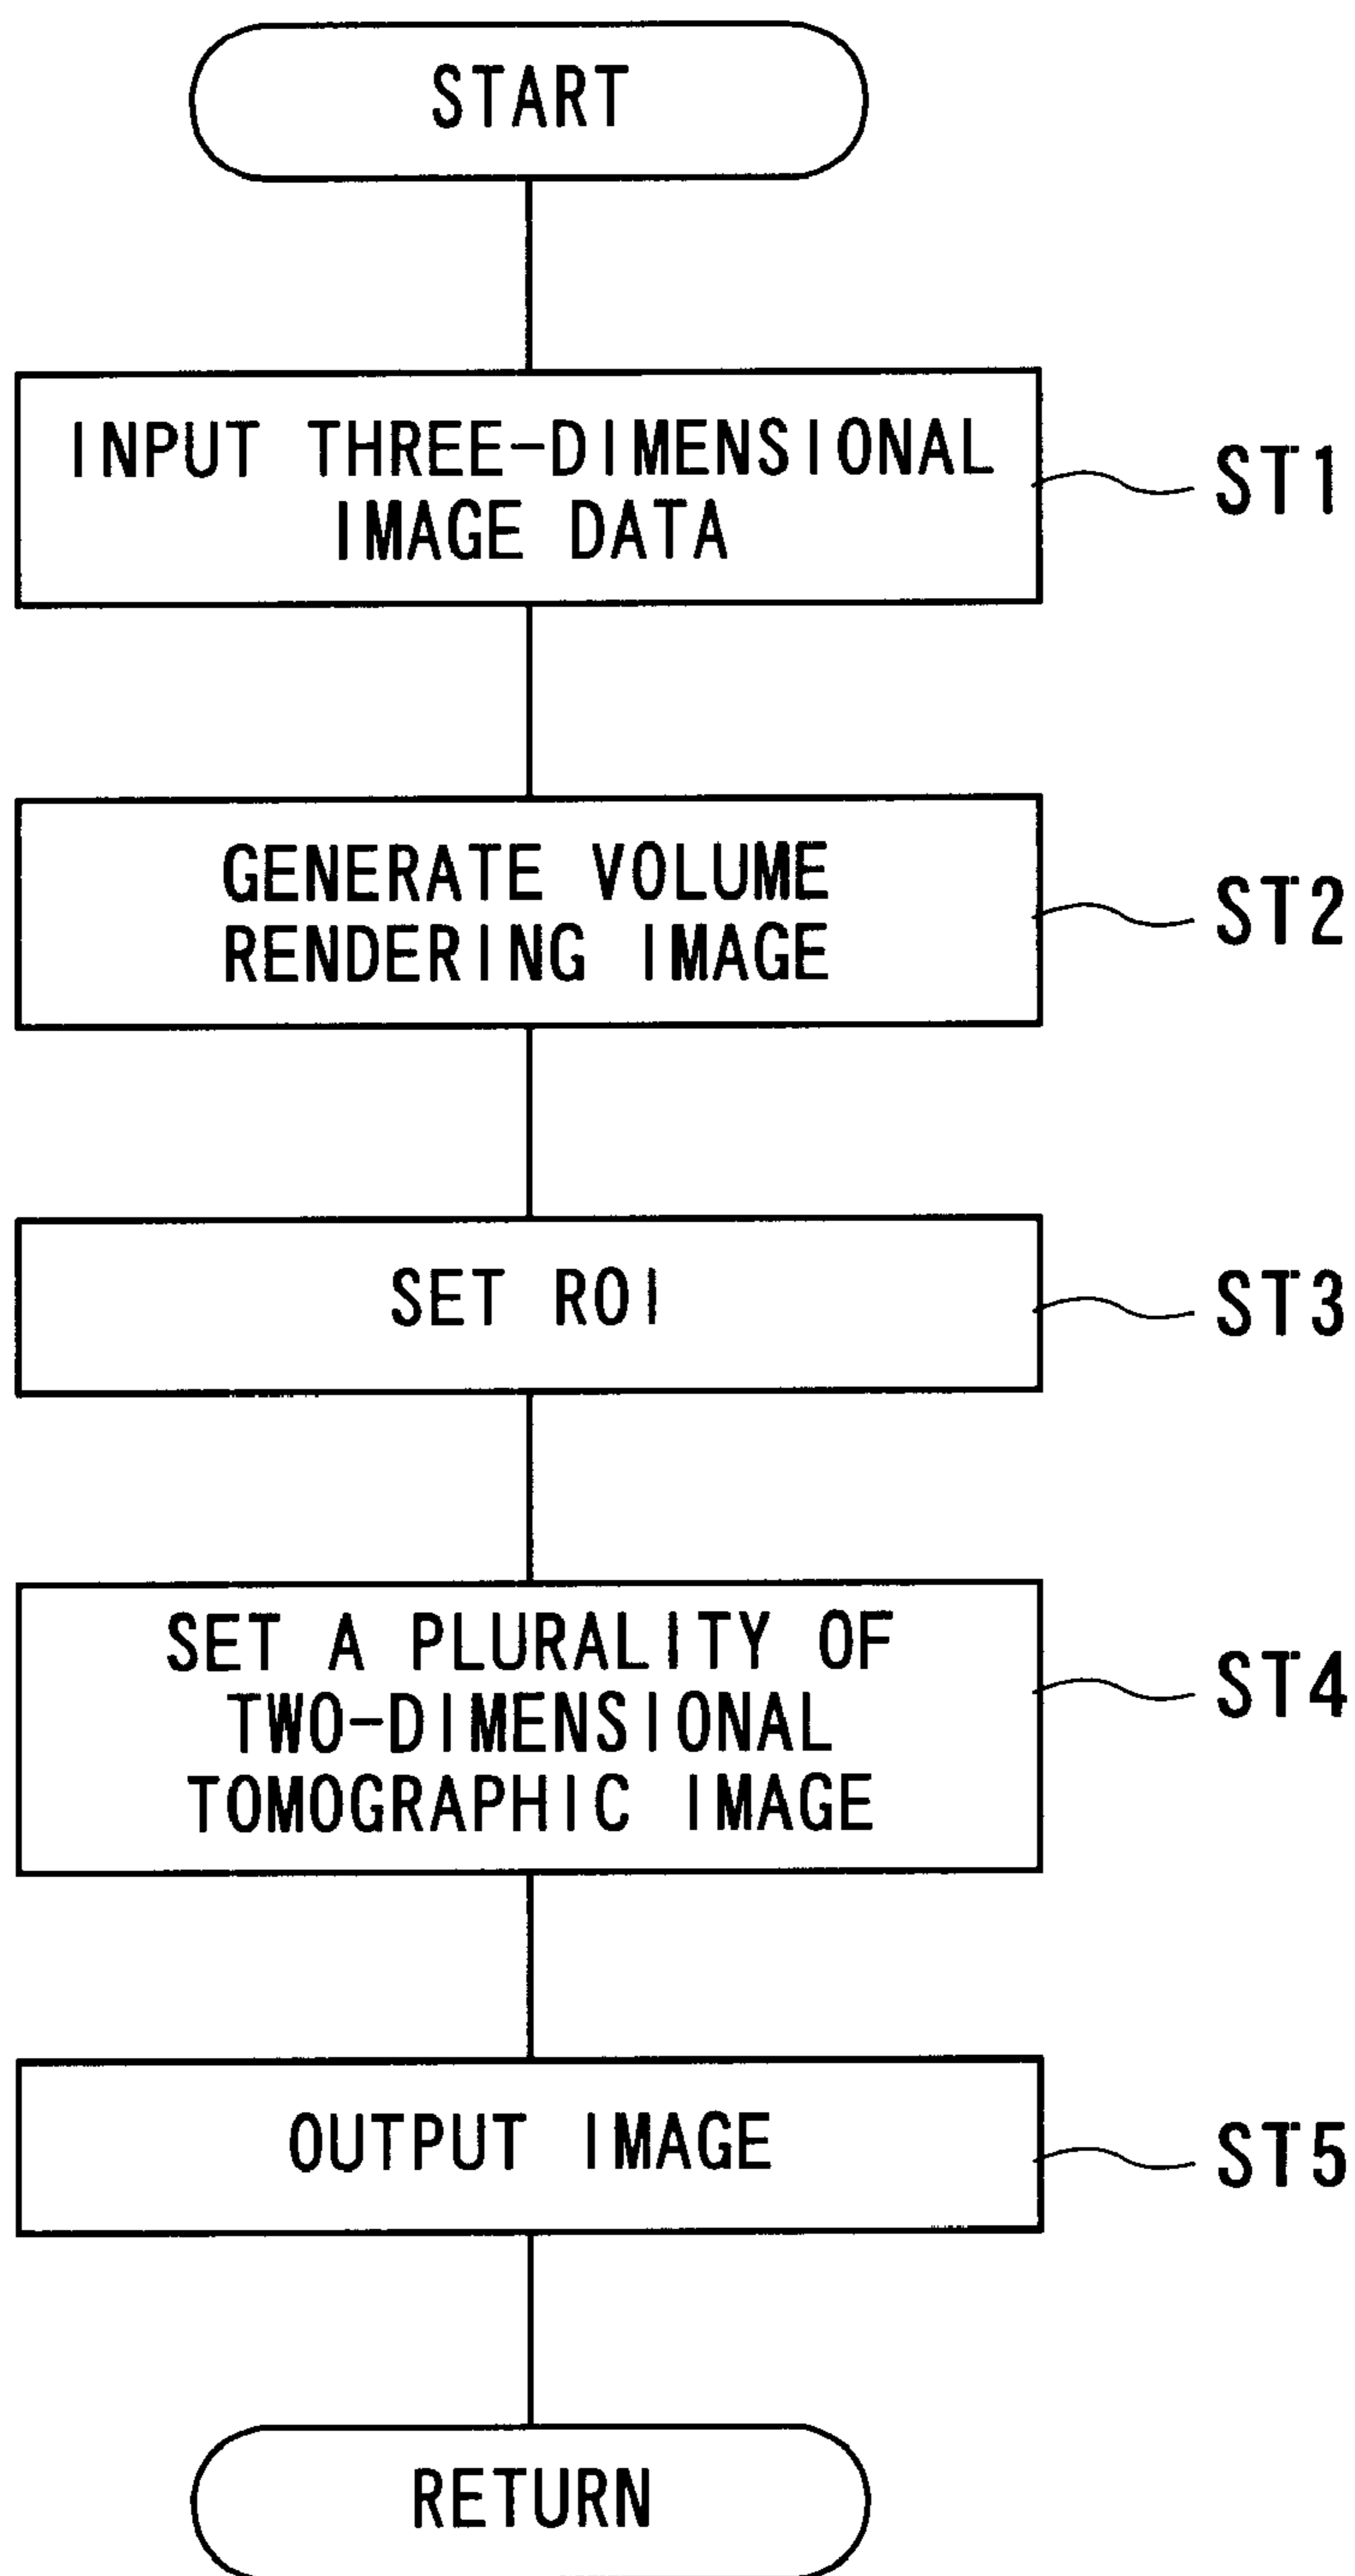 START
INPUT THREE-DIMENSIONAL
IMAGE DATA
ST1
GENERATE VOLUME
RENDERING IMAGE
ST2
SET ROI
ST3
SET A PLURALITY OF
TWO-DIMENSIONAL
TOMOGRAPHIC IMAGE
ST4
OUTPUT IMAGE
ST5
RETURN